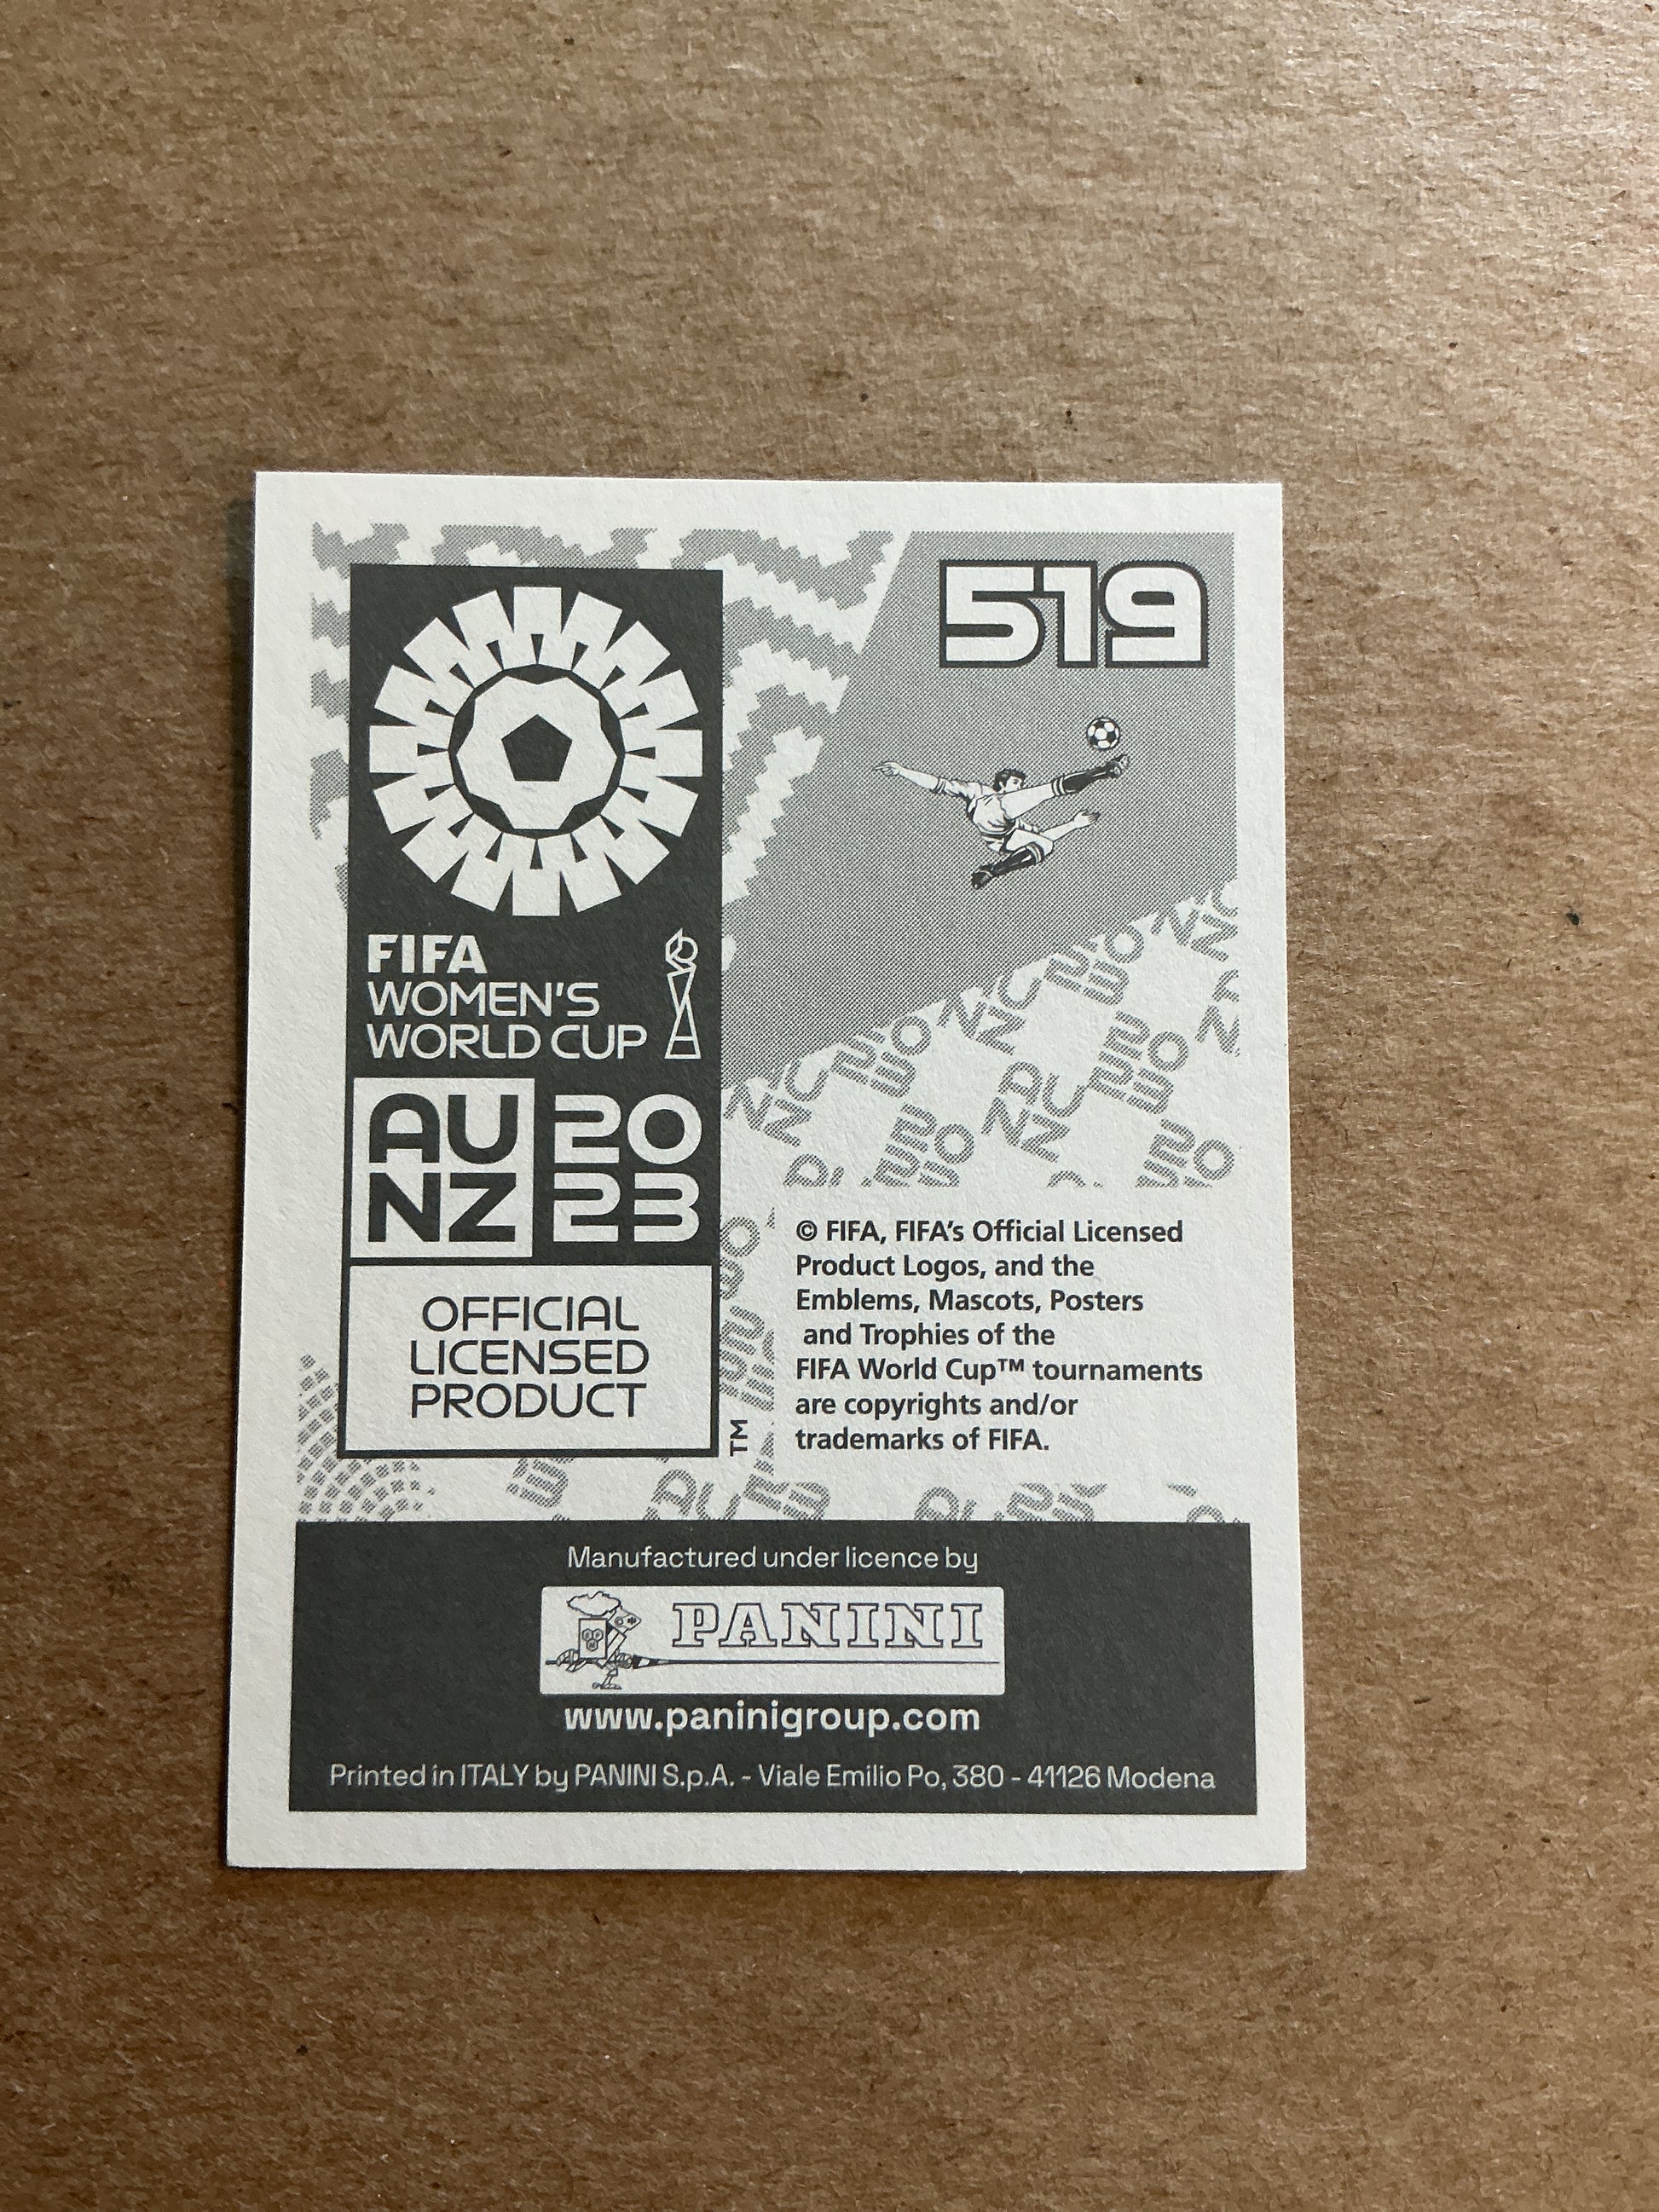 519
FIFA
WOMEN'S
WORLD CUP
AU 20
NZ 23
OFFICIAL
LICENSED
PRODUCT
TM
© FIFA, FIFA's Official Licensed
Product Logos, and the
Emblems, Mascots, Posters
and Trophies of the
FIFA World Cup™ tournaments
are copyrights and/or
trademarks of FIFA.
Manufactured under licence by
PANINI
www.paninigroup.com
Printed in ITALY by PANINI S.p.A. - Viale Emilio Po, 380 - 41126 Modena